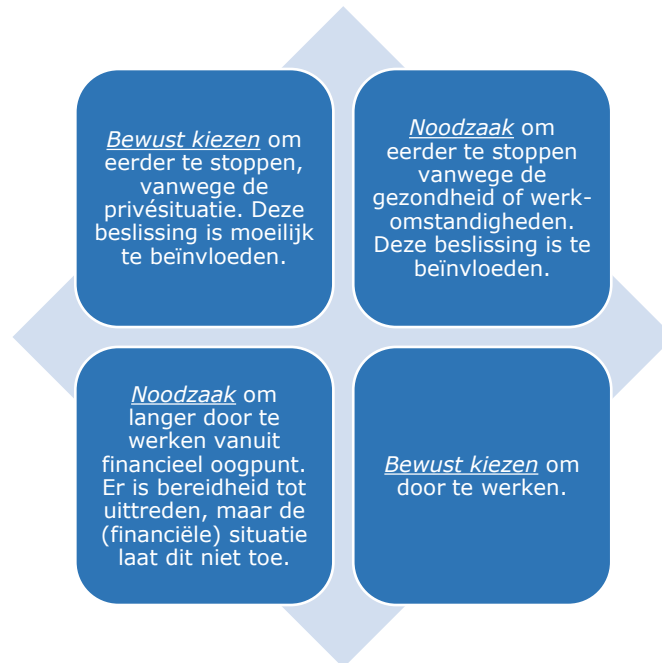 Bewust kiezen om
eerder te stoppen,
vanwege de
privésituatie. Deze
beslissing is moeilijk
te beïnvloeden.
Noodzaak om
eerder te stoppen
vanwege de
gezondheid of werk-
omstandigheden.
Deze beslissing is te
beïnvloeden.
Noodzaak om
langer door te
werken vanuit
financieel oogpunt.
Er is bereidheid tot
uittreden, maar de
(financiële) situatie
laat dit niet toe.
Bewust kiezen om
door te werken.